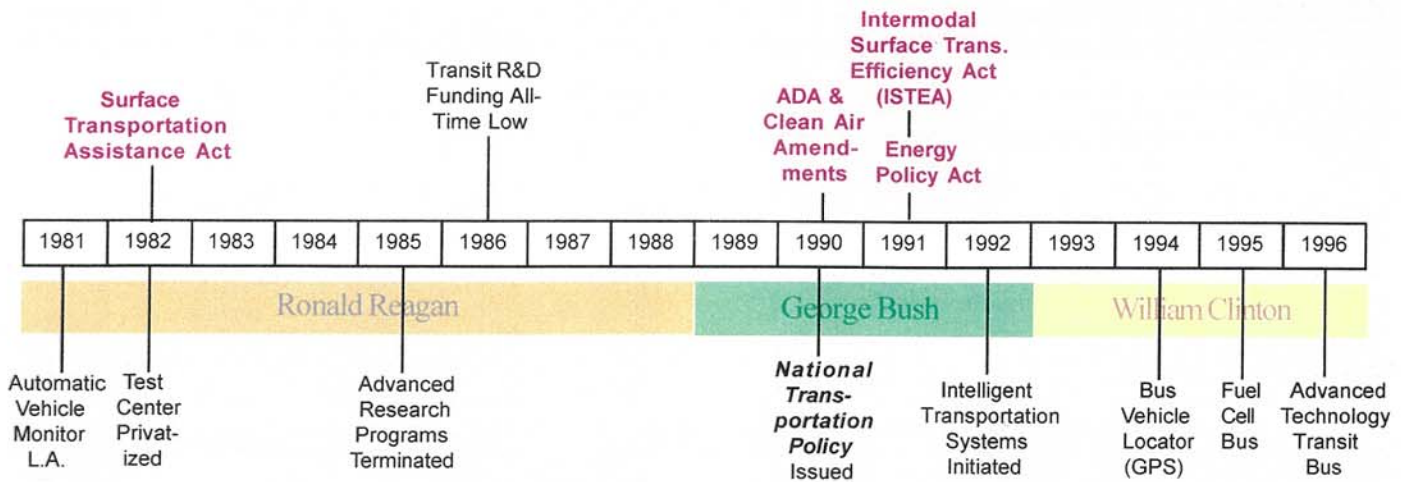 Surface
Transportation
Assistance Act
Transit R&D
Funding All-
Time Low
ADA &
Clean Air
Amend-
ments
Intermodal
Surface Trans.
Efficiency Act
(ISTEA)
Energy
Policy Act
1981 1982 1983 1984 1985 1986 1987 1988 1989 1990 1991 1992 1993 1994 1995 1996
Ronald Reagan George Bush William Clinton
Automatic
Vehicle
Monitor
L.A.
Test
Center
Privat-
ized
Advanced
Research
Programs
Terminated
National
Trans-
portation
Policy
Issued
Intelligent
Transportation
Systems
Initiated
Bus
Vehicle
Locator
(GPS)
Fuel
Cell
Bus
Advanced
Technology
Transit
Bus